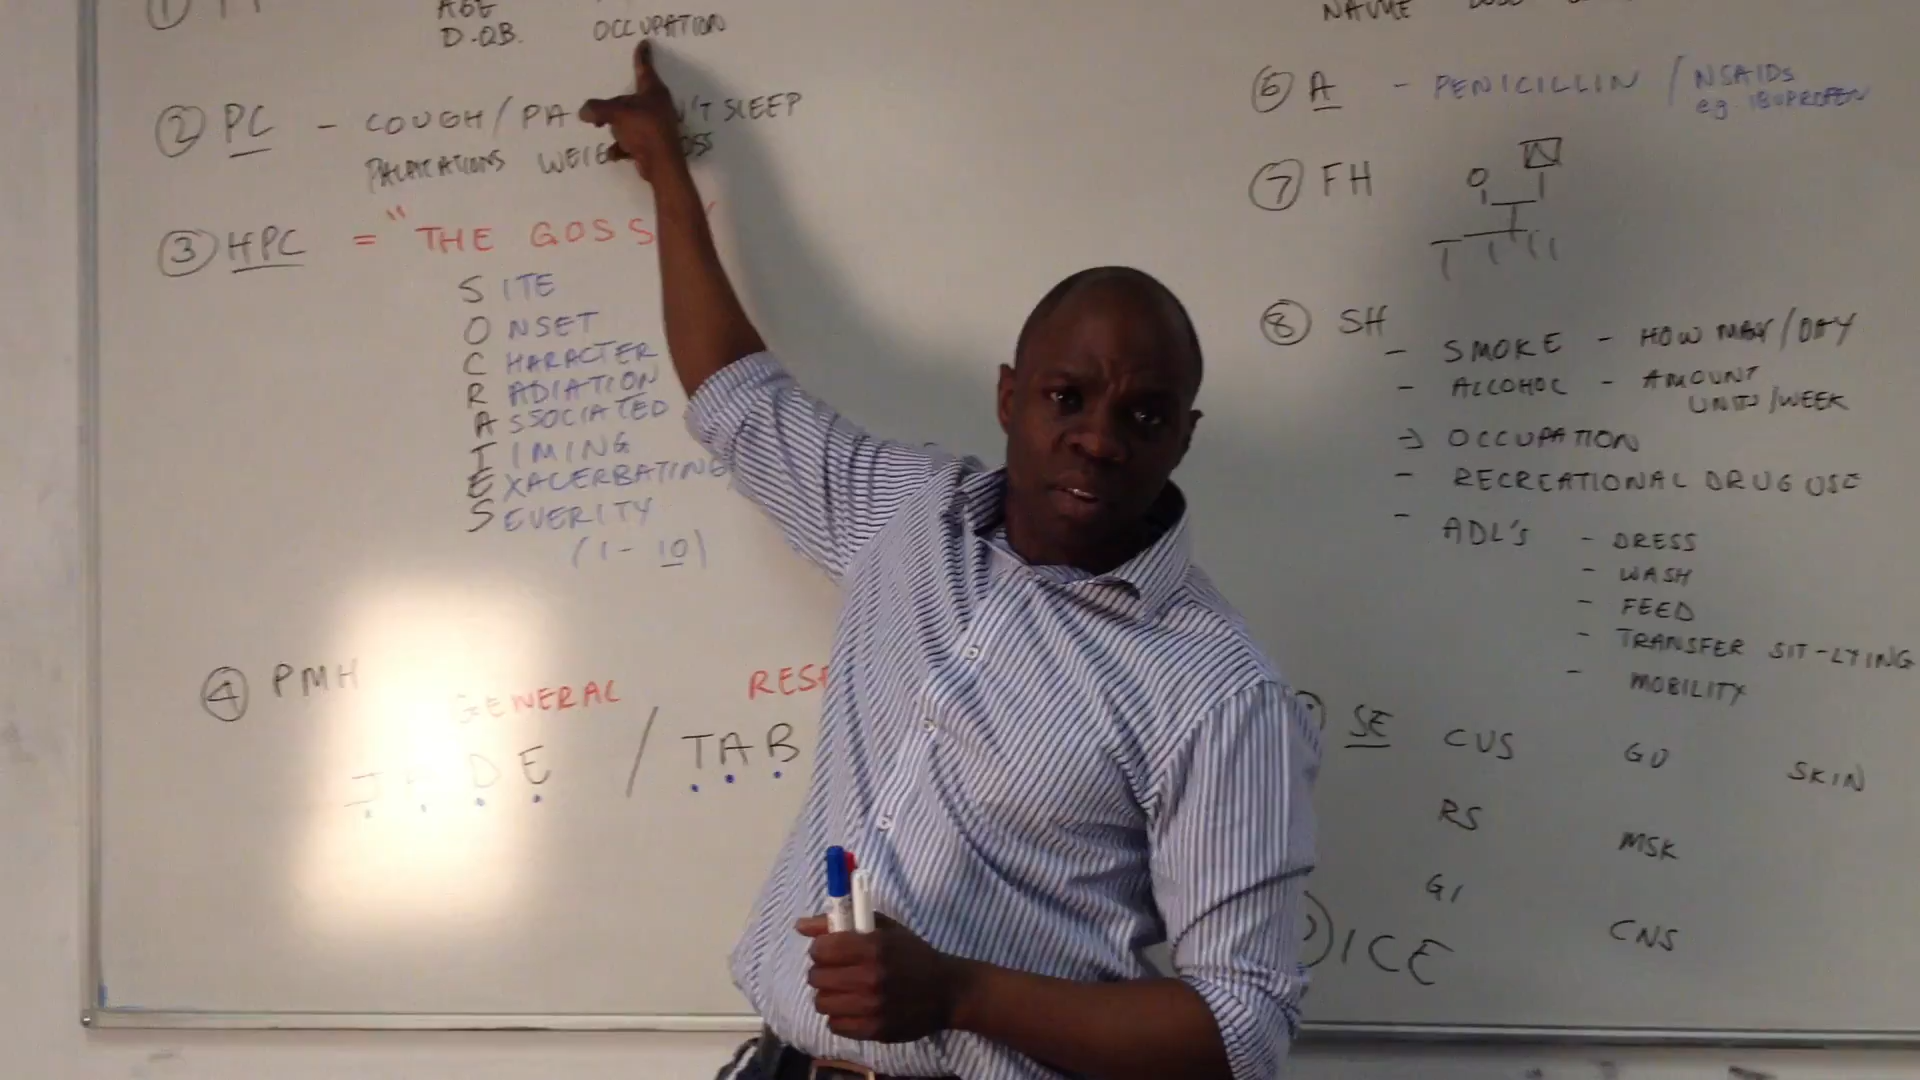 AGE
D.O.B. OCCUPATION
② PC - COUGH / PA N'T SLEEP
PALPITATIONS WEIG OSS
③ HPC = "THE GOSS
SITE
ONSET
CHARACTER
RADIATION
ASSOCIATED
TIMING
EXACERBATING
SEVERITY
(1 - 10)
④ PMH
GENERAL RESP
J H D E / TAB
NAME DOSE
⑥ A - PENICILLIN / NSAIDs
eg. IBUPROFEN
⑦ FH
⑧ SH
- SMOKE - HOW MANY/DAY
- ALCOHOL - AMOUNT
UNITS/WEEK
→ OCCUPATION
- RECREATIONAL DRUG USE
- ADL's - DRESS
- WASH
- FEED
- TRANSFER SIT-LYING
- MOBILITY
SE CVS GU SKIN
RS MSK
GI CNS
ICE